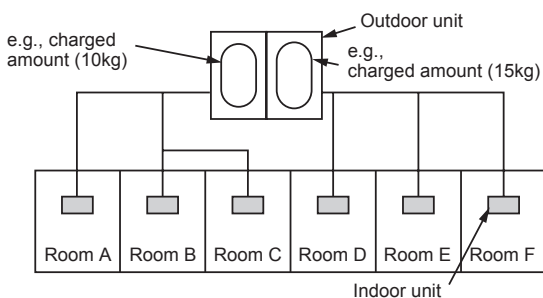 Outdoor unit
e.g., charged
amount (10kg)
e.g.,
charged amount (15kg)
Room A
Room B
Room C
Room D
Room E
Room F
Indoor unit